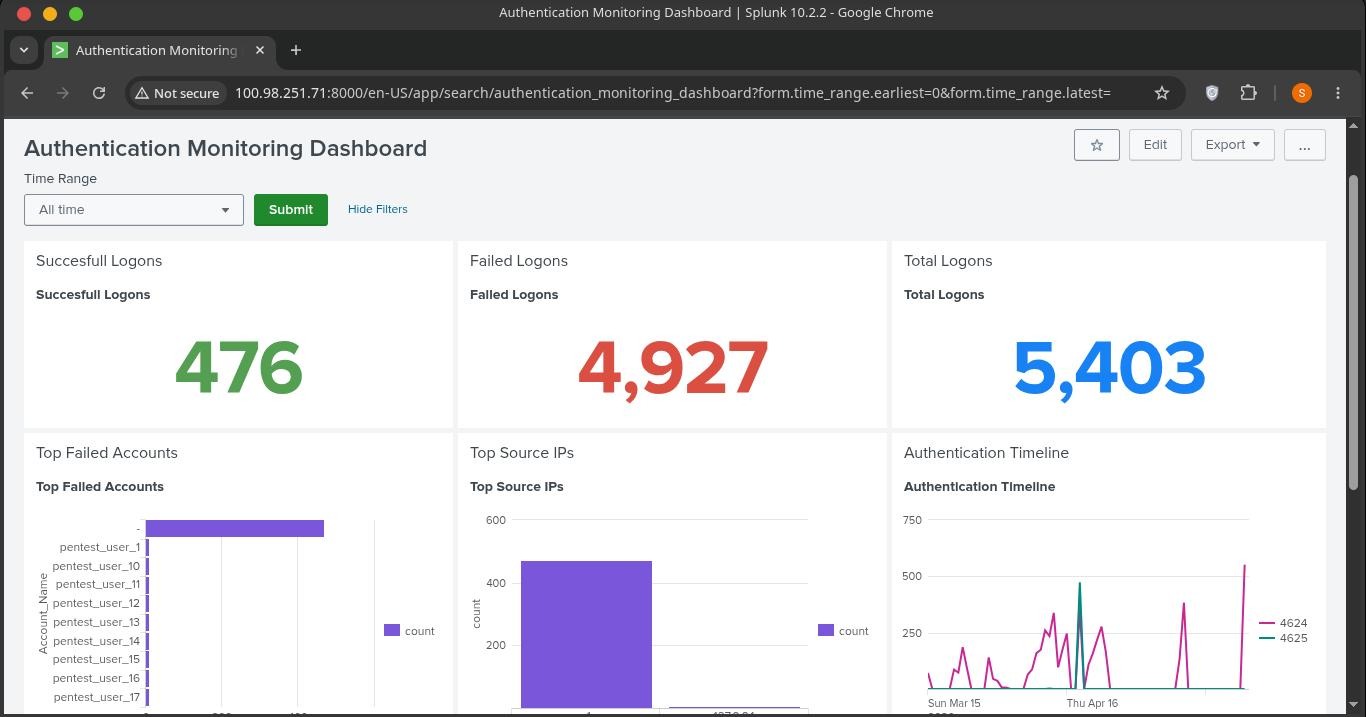 Authentication Monitoring Dashboard | Splunk 10.2.2 - Google Chrome
Authentication Monitoring
Not secure 100.98.251.71:8000/en-US/app/search/authentication_monitoring_dashboard?form.time_range.earliest=0&form.time_range.latest=
S
Authentication Monitoring Dashboard
Edit Export ...
Time Range
All time Submit Hide Filters
Succesfull Logons
Succesfull Logons
476
Failed Logons
Failed Logons
4,927
Total Logons
Total Logons
5,403
Top Failed Accounts
Top Failed Accounts
Account_Name
-
pentest_user_1
pentest_user_10
pentest_user_11
pentest_user_12
pentest_user_13
pentest_user_14
pentest_user_15
pentest_user_16
pentest_user_17
count
Top Source IPs
Top Source IPs
count
600
400
200
count
Authentication Timeline
Authentication Timeline
750
500
250
Sun Mar 15
Thu Apr 16
4624
4625